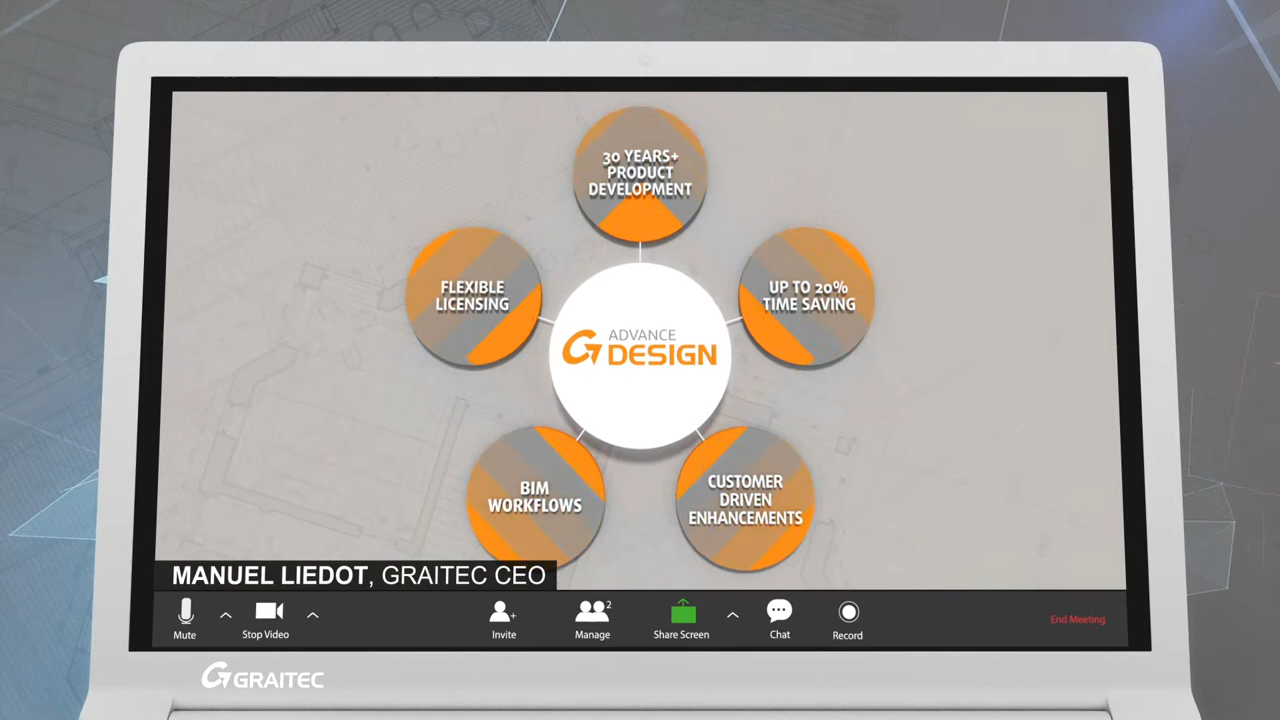 30 YEARS+
PRODUCT
DEVELOPMENT
FLEXIBLE
LICENSING
UP TO 20%
TIME SAVING
ADVANCE
DESIGN
BIM
WORKFLOWS
CUSTOMER
DRIVEN
ENHANCEMENTS
MANUEL LIEDOT, GRAITEC CEO
Mute
Stop Video
Invite
2
Manage
Share Screen
Chat
Record
End Meeting
GRAITEC